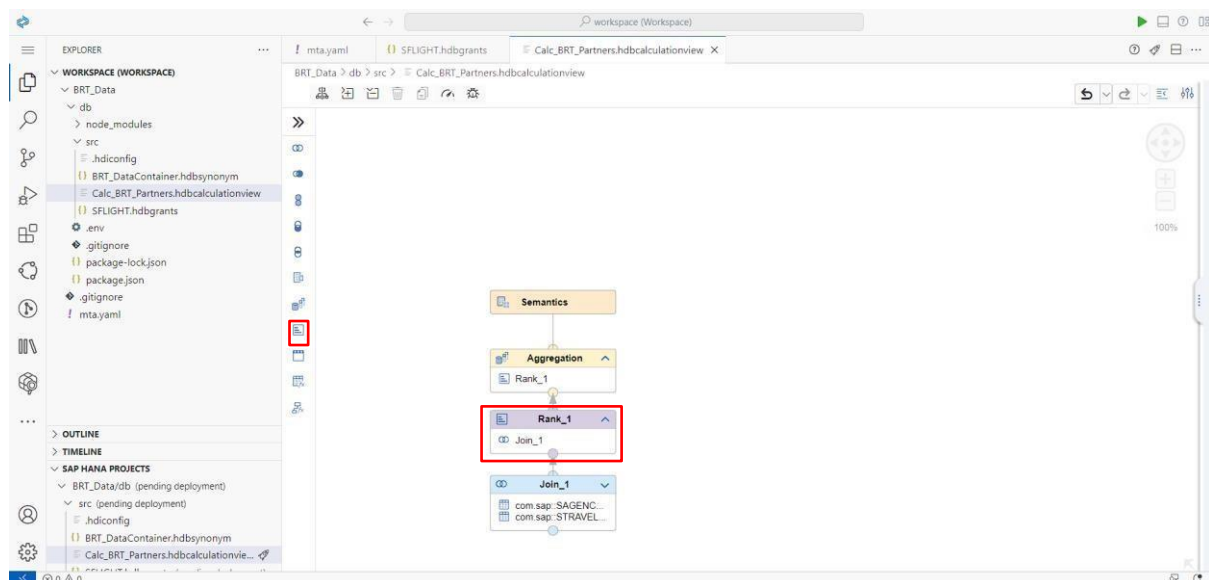 workspace (Workspace)
EXPLORER
...
! mta.yaml
{} SFLIGHT.hdbgrants
Calc_BRT_Partners.hdbcalculationview
WORKSPACE (WORKSPACE)
BRT_Data
db
node_modules
src
.hdiconfig
{} BRT_DataContainer.hdbsynonym
Calc_BRT_Partners.hdbcalculationview
{} SFLIGHT.hdbgrants
.env
.gitignore
{} package-lock.json
{} package.json
.gitignore
! mta.yaml
OUTLINE
TIMELINE
SAP HANA PROJECTS
BRT_Data/db (pending deployment)
src (pending deployment)
.hdiconfig
{} BRT_DataContainer.hdbsynonym
Calc_BRT_Partners.hdbcalculationvie...
BRT_Data > db > src > Calc_BRT_Partners.hdbcalculationview
100%
Semantics
Aggregation
Rank_1
Rank_1
Join_1
Join_1
com.sap::SAGENC...
com.sap::STRAVEL...
0 0